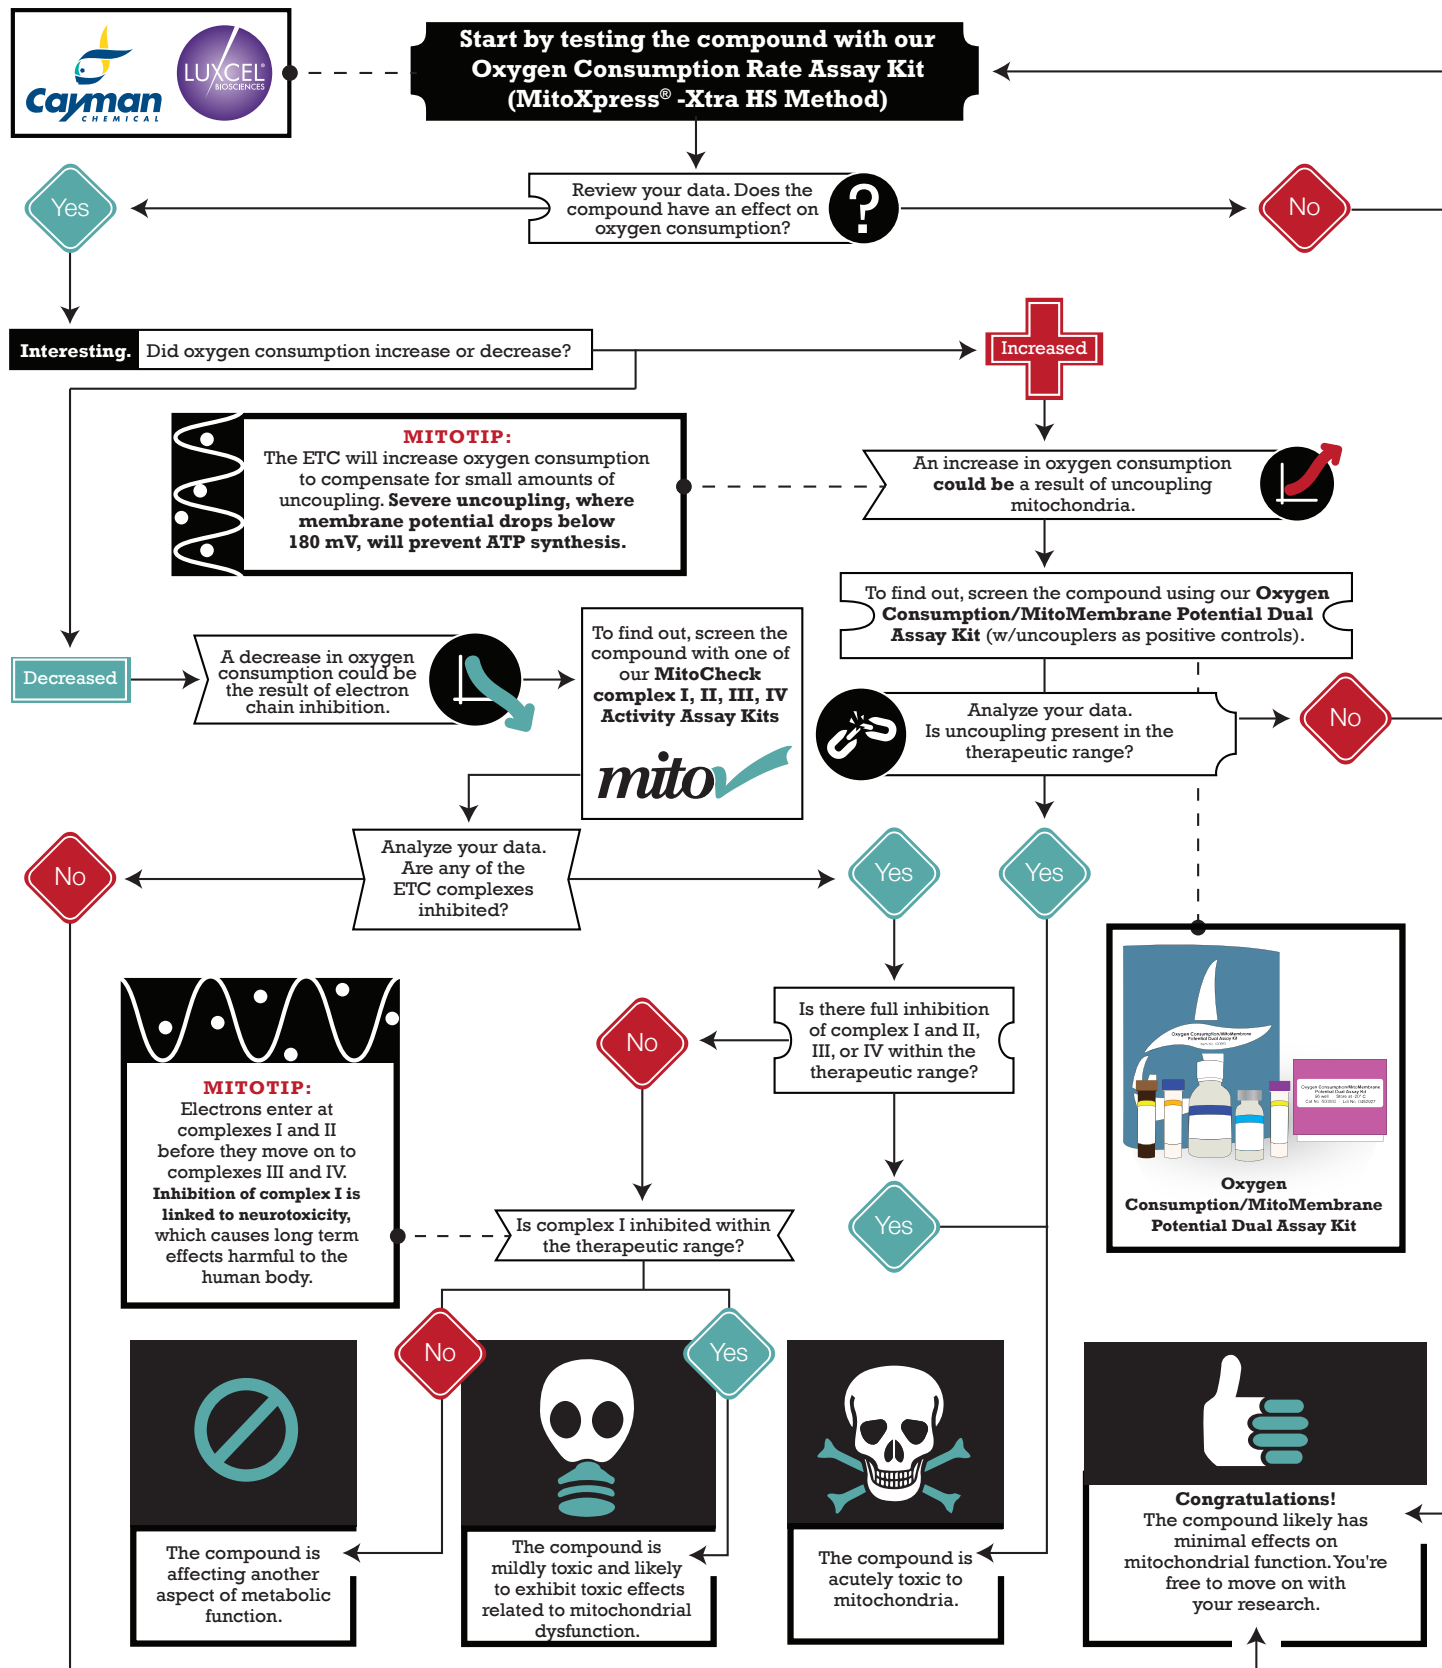 Cayman
CHEMICAL
LUXCEL®
BIOSCIENCES
Start by testing the compound with our
Oxygen Consumption Rate Assay Kit
(MitoXpress® -Xtra HS Method)
Yes
Review your data. Does the
compound have an effect on
oxygen consumption?
?
No
Interesting. Did oxygen consumption increase or decrease?
Increased
MITOTIP:
The ETC will increase oxygen consumption
to compensate for small amounts of
uncoupling. Severe uncoupling, where
membrane potential drops below
180 mV, will prevent ATP synthesis.
An increase in oxygen consumption
could be a result of uncoupling
mitochondria.
To find out, screen the compound using our Oxygen
Consumption/MitoMembrane Potential Dual
Assay Kit (w/uncouplers as positive controls).
Decreased
A decrease in oxygen
consumption could be
the result of electron
chain inhibition.
To find out, screen the
compound with one of
our MitoCheck
complex I, II, III, IV
Activity Assay Kits
mito
Analyze your data.
Is uncoupling present in the
therapeutic range?
No
No
Analyze your data.
Are any of the
ETC complexes
inhibited?
Yes
Yes
Is there full inhibition
of complex I and II,
III, or IV within the
therapeutic range?
No
MITOTIP:
Electrons enter at
complexes I and II
before they move on to
complexes III and IV.
Inhibition of complex I is
linked to neurotoxicity,
which causes long term
effects harmful to the
human body.
Is complex I inhibited within
the therapeutic range?
Yes
Oxygen Consumption/MitoMembrane
Potential Dual Assay Kit
Oxygen Consumption/MitoMembrane
Potential Dual Assay Kit
Oxygen
Consumption/MitoMembrane
Potential Dual Assay Kit
No
Yes
The compound is
affecting another
aspect of metabolic
function.
The compound is
mildly toxic and likely
to exhibit toxic effects
related to mitochondrial
dysfunction.
The compound is
acutely toxic to
mitochondria.
Congratulations!
The compound likely has
minimal effects on
mitochondrial function. You're
free to move on with
your research.